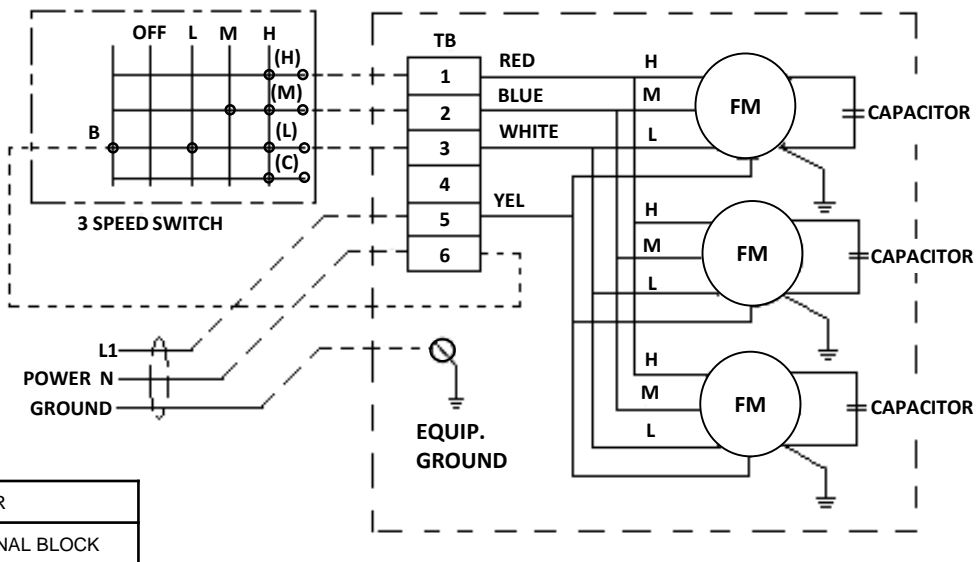 OFF L M H
(H)
(M)
(L)
(C)
B
3 SPEED SWITCH
TB
1
2
3
4
5
6
RED
BLUE
WHITE
YEL
H
M
L
FM
CAPACITOR
H
M
L
FM
CAPACITOR
H
M
L
FM
CAPACITOR
L1
POWER N
GROUND
EQUIP.
GROUND
R
NAL BLOCK